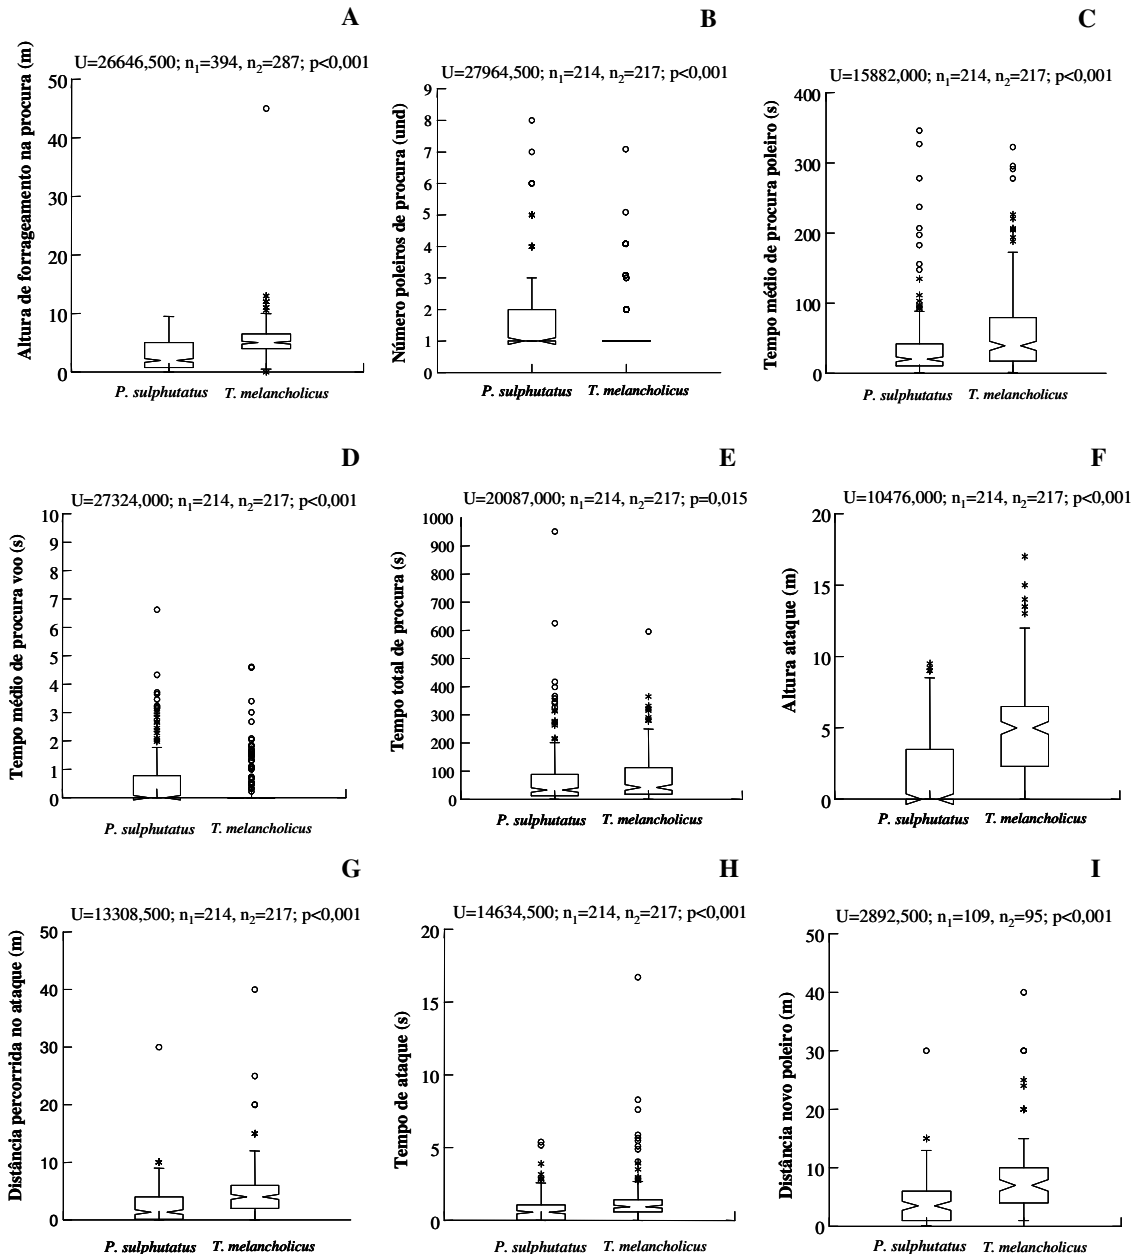 A
U=26646,500; n1=394, n2=287; p<0,001
Altura de forrageamento na procura (m)
50
40
30
20
10
0
P. sulphutatus T. melancholicus
B
U=27964,500; n1=214, n2=217; p<0,001
Número poleiros de procura (und)
9
8
7
6
5
4
3
2
1
0
P. sulphutatus T. melancholicus
C
U=15882,000; n1=214, n2=217; p<0,001
Tempo médio de procura poleiro (s)
400
300
200
100
0
P. sulphutatus T. melancholicus
D
U=27324,000; n1=214, n2=217; p<0,001
Tempo médio de procura voo (s)
10
9
8
7
6
5
4
3
2
1
0
P. sulphutatus T. melancholicus
E
U=20087,000; n1=214, n2=217; p=0,015
Tempo total de procura (s)
1000
900
800
700
600
500
400
300
200
100
0
P. sulphutatus T. melancholicus
F
U=10476,000; n1=214, n2=217; p<0,001
Altura ataque (m)
20
15
10
5
0
P. sulphutatus T. melancholicus
G
U=13308,500; n1=214, n2=217; p<0,001
Distância percorrida no ataque (m)
50
40
30
20
10
0
P. sulphutatus T. melancholicus
H
U=14634,500; n1=214, n2=217; p<0,001
Tempo de ataque (s)
20
15
10
5
0
P. sulphutatus T. melancholicus
I
U=2892,500; n1=109, n2=95; p<0,001
Distância novo poleiro (m)
50
40
30
20
10
0
P. sulphutatus T. melancholicus